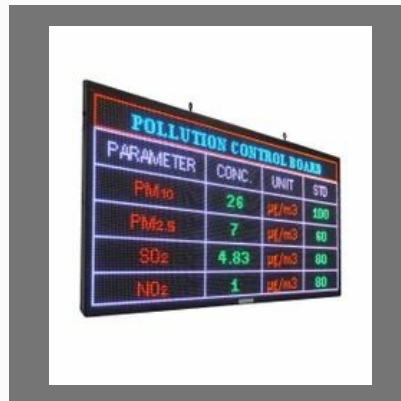 POLLUTION CONTROL BOARD
PARAMETER CONC. UNIT STD
PM10 26 µg/m3 100
PM2.5 7 µg/m3 60
SO2 4.83 µg/m3 80
NO2 1 µg/m3 80